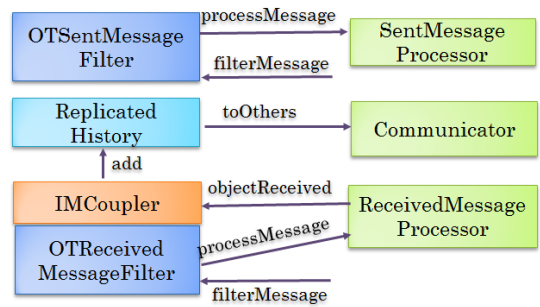 processMessage
OTSentMessage
Filter
SentMessage
Processor
filterMessage
Replicated
History
toOthers
Communicator
add
objectReceived
IMCoupler
ReceivedMessage
Processor
processMessage
OTReceived
MessageFilter
filterMessage